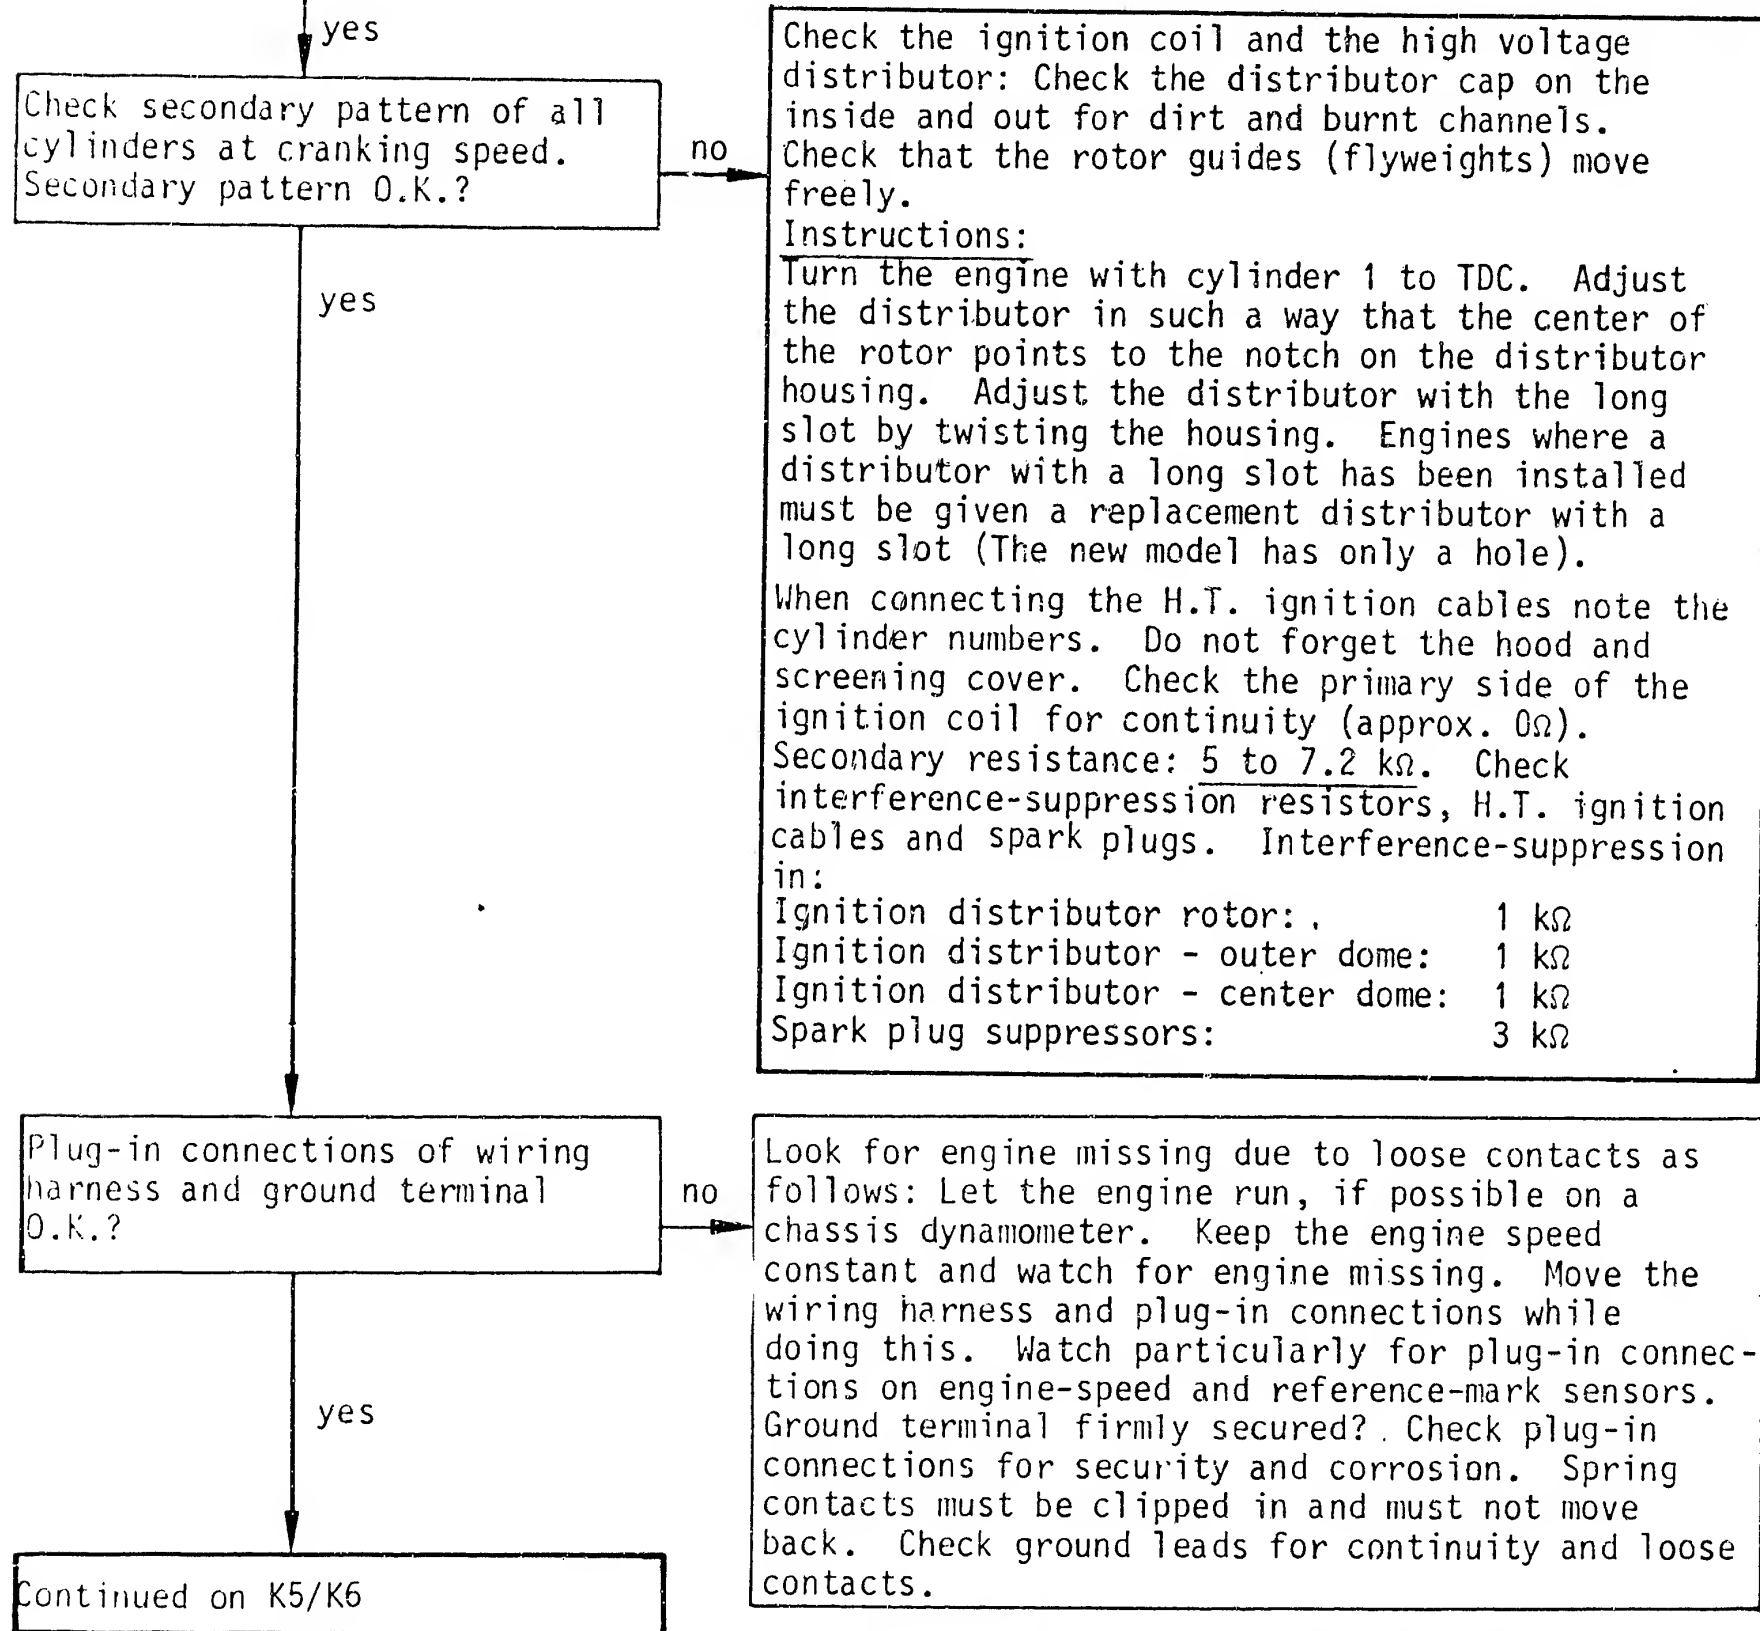 yes
Check secondary pattern of all
cylinders at cranking speed.
Secondary pattern O.K.?
no
Check the ignition coil and the high voltage
distributor: Check the distributor cap on the
inside and out for dirt and burnt channels.
Check that the rotor guides (flyweights) move
freely.
Instructions:
Turn the engine with cylinder 1 to TDC. Adjust
the distributor in such a way that the center of
the rotor points to the notch on the distributor
housing. Adjust the distributor with the long
slot by twisting the housing. Engines where a
distributor with a long slot has been installed
must be given a replacement distributor with a
long slot (The new model has only a hole).
When connecting the H.T. ignition cables note the
cylinder numbers. Do not forget the hood and
screening cover. Check the primary side of the
ignition coil for continuity (approx. 0Ω).
Secondary resistance: 5 to 7.2 kΩ. Check
interference-suppression resistors, H.T. ignition
cables and spark plugs. Interference-suppression
in:
Ignition distributor rotor: 1 kΩ
Ignition distributor - outer dome: 1 kΩ
Ignition distributor - center dome: 1 kΩ
Spark plug suppressors: 3 kΩ
yes
Plug-in connections of wiring
harness and ground terminal
O.K.?
no
Look for engine missing due to loose contacts as
follows: Let the engine run, if possible on a
chassis dynamometer. Keep the engine speed
constant and watch for engine missing. Move the
wiring harness and plug-in connections while
doing this. Watch particularly for plug-in connec-
tions on engine-speed and reference-mark sensors.
Ground terminal firmly secured? Check plug-in
connections for security and corrosion. Spring
contacts must be clipped in and must not move
back. Check ground leads for continuity and loose
contacts.
yes
Continued on K5/K6